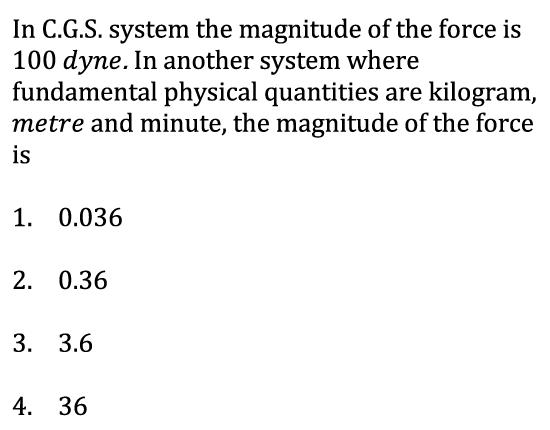 In C.G.S. system the magnitude of the force is
100 dyne. In another system where
fundamental physical quantities are kilogram,
metre and minute, the magnitude of the force
is
1. 0.036
2. 0.36
3. 3.6
4. 36